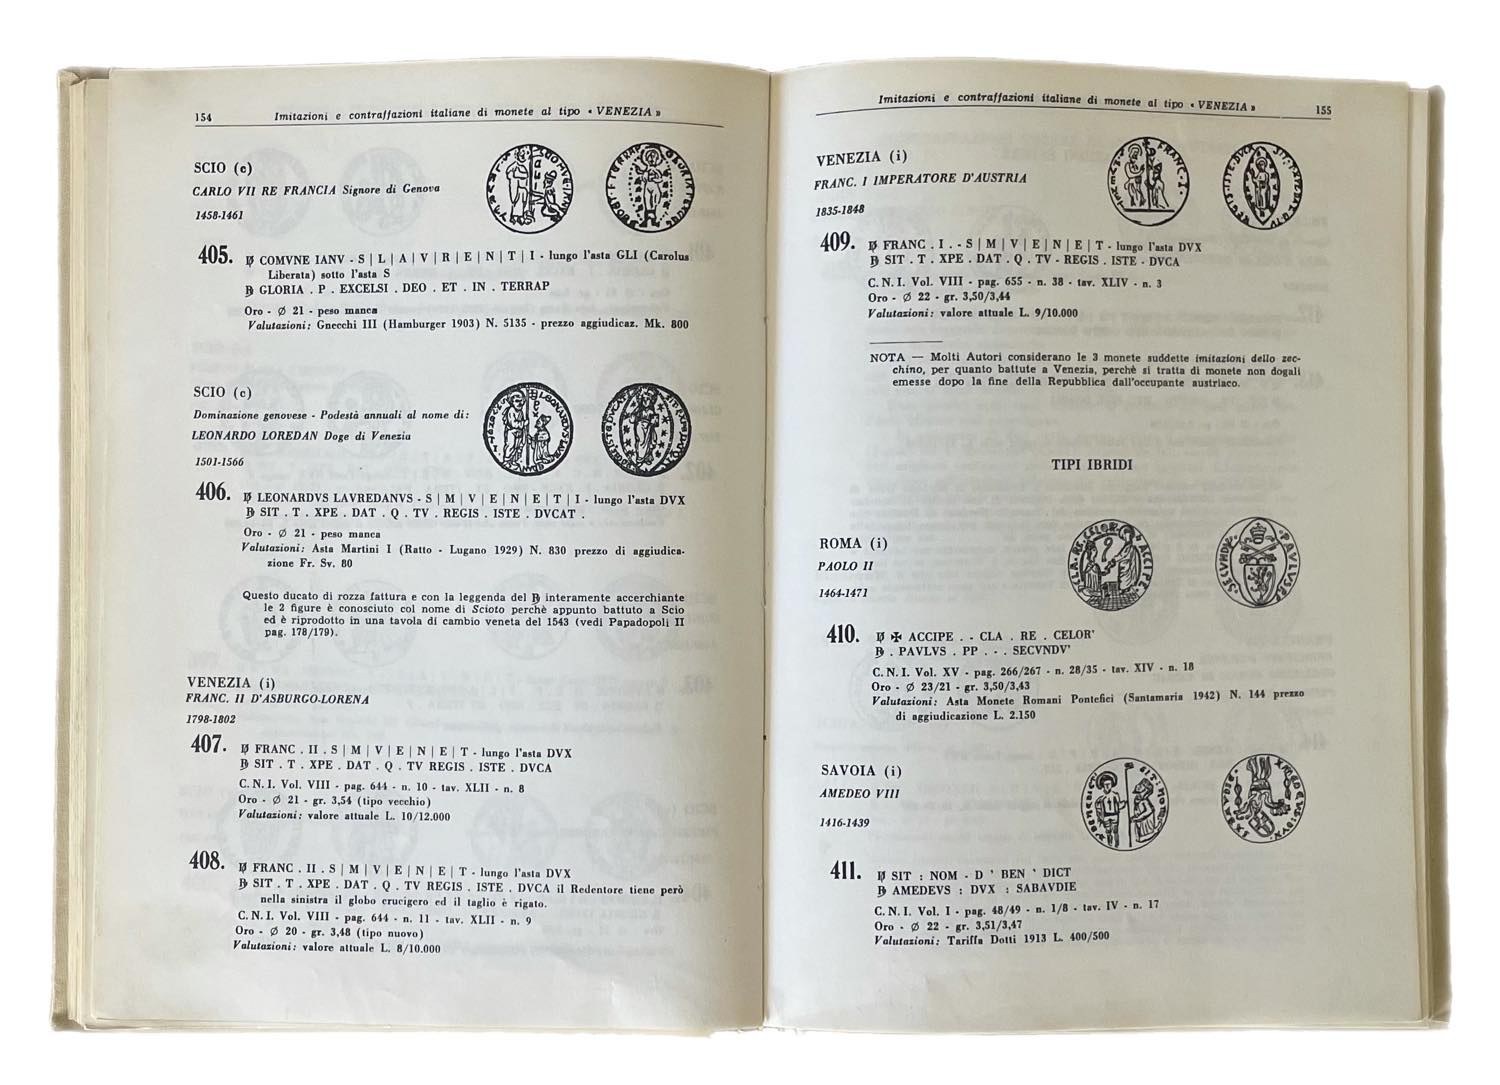 154 Imitazioni e contraffazioni italiane di monete al tipo « VENEZIA »
SCIO (c)
CARLO VII RE FRANCIA Signore di Genova
1458-1461
405. COMVNE IANV - S | L | A | V | R | E | N | T | I - lungo l'asta GLI (Carolus
Liberata) sotto l'asta S
GLORIA . P . EXCELSI . DEO . ET . IN . TERRAP
Oro - Ø 21 - peso manca
Valutazioni: Gnecchi III (Hamburger 1903) N. 5135 - prezzo aggiudicaz. Mk. 800
SCIO (c)
Dominazione genovese - Podestà annuali al nome di:
LEONARDO LOREDAN Doge di Venezia
1501-1566
406. LEONARDVS LAVREDANVS - S | M | V | E | N | E | T | I - lungo l'asta DVX
SIT . T . XPE . DAT . Q . TV . REGIS . ISTE . DVCAT .
Oro - Ø 21 - peso manca
Valutazioni: Asta Martini I (Ratto - Lugano 1929) N. 830 prezzo di aggiudica-
zione Fr. Sv. 80
Questo ducato di rozza fattura e con la leggenda del interamente accerchiante
le 2 figure è conosciuto col nome di Scioto perchè appunto battuto a Scio
ed è riprodotto in una tavola di cambio veneta del 1543 (vedi Papadopoli II
pag. 178/179).
VENEZIA (i)
FRANC. II D'ASBURGO-LORENA
1798-1802
407. FRANC . II . S | M | V | E | N | E | T - lungo l'asta DVX
SIT . T . XPE . DAT . Q . TV REGIS . ISTE . DVCA
C. N. I. Vol. VIII - pag. 644 - n. 10 - tav. XLII - n. 8
Oro - Ø 21 - gr. 3,54 (tipo vecchio)
Valutazioni: valore attuale L. 10/12.000
408. FRANC . II . S | M | V | E | N | E | T - lungo l'asta DVX
SIT . T . XPE . DAT . Q . TV REGIS . ISTE . DVCA il Redentore tiene però
nella sinistra il globo crucigero ed il taglio è rigato.
C. N. I. Vol. VIII - pag. 644 - n. 11 - tav. XLII - n. 9
Oro - Ø 20 - gr. 3,48 (tipo nuovo)
Valutazioni: valore attuale L. 8/10.000
Imitazioni e contraffazioni italiane di monete al tipo « VENEZIA » 155
VENEZIA (i)
FRANC. I IMPERATORE D'AUSTRIA
1835-1848
409. FRANC . I . - S | M | V | E | N | E | T - lungo l'asta DVX
SIT . T . XPE . DAT . Q . TV - REGIS . ISTE - DVCA
C. N. I. Vol. VIII - pag. 655 - n. 38 - tav. XLIV - n. 3
Oro - Ø 22 - gr. 3,50/3,44
Valutazioni: valore attuale L. 9/10.000
NOTA — Molti Autori considerano le 3 monete suddette imitazioni dello zec-
chino, per quanto battute a Venezia, perchè si tratta di monete non dogali
emesse dopo la fine della Repubblica dall'occupante austriaco.
TIPI IBRIDI
ROMA (i)
PAOLO II
1464-1471
410. ✠ ACCIPE . - CLA . RE . CELOR'
. PAVLVS . PP . - . SECVNDV'
C. N. I. Vol. XV - pag. 266/267 - n. 28/35 - tav. XIV - n. 18
Oro - Ø 23/21 - gr. 3,50/3,43
Valutazioni: Asta Monete Romani Pontefici (Santamaria 1942) N. 144 prezzo
di aggiudicazione L. 2.150
SAVOIA (i)
AMEDEO VIII
1416-1439
411. SIT : NOM - D ' BEN ' DICT
AMEDEVS : DVX : SABAVDIE
C. N. I. Vol. I - pag. 48/49 - n. 1/8 - tav. IV - n. 17
Oro - Ø 22 - gr. 3,51/3,47
Valutazioni: Tariffa Dotti 1913 L. 400/500